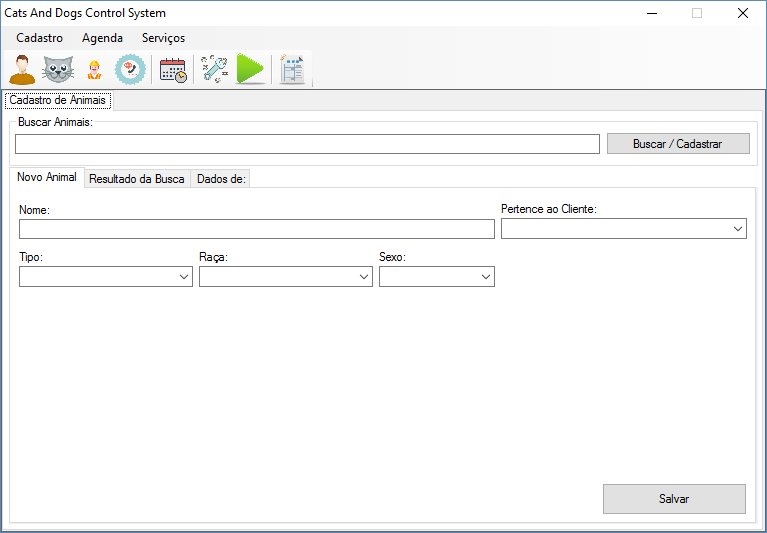 Cats And Dogs Control System
Cadastro Agenda Serviços
Cadastro de Animais
Buscar Animais:
Buscar / Cadastrar
Novo Animal Resultado da Busca Dados de:
Nome: Pertence ao Cliente:
Tipo: Raça: Sexo:
Salvar